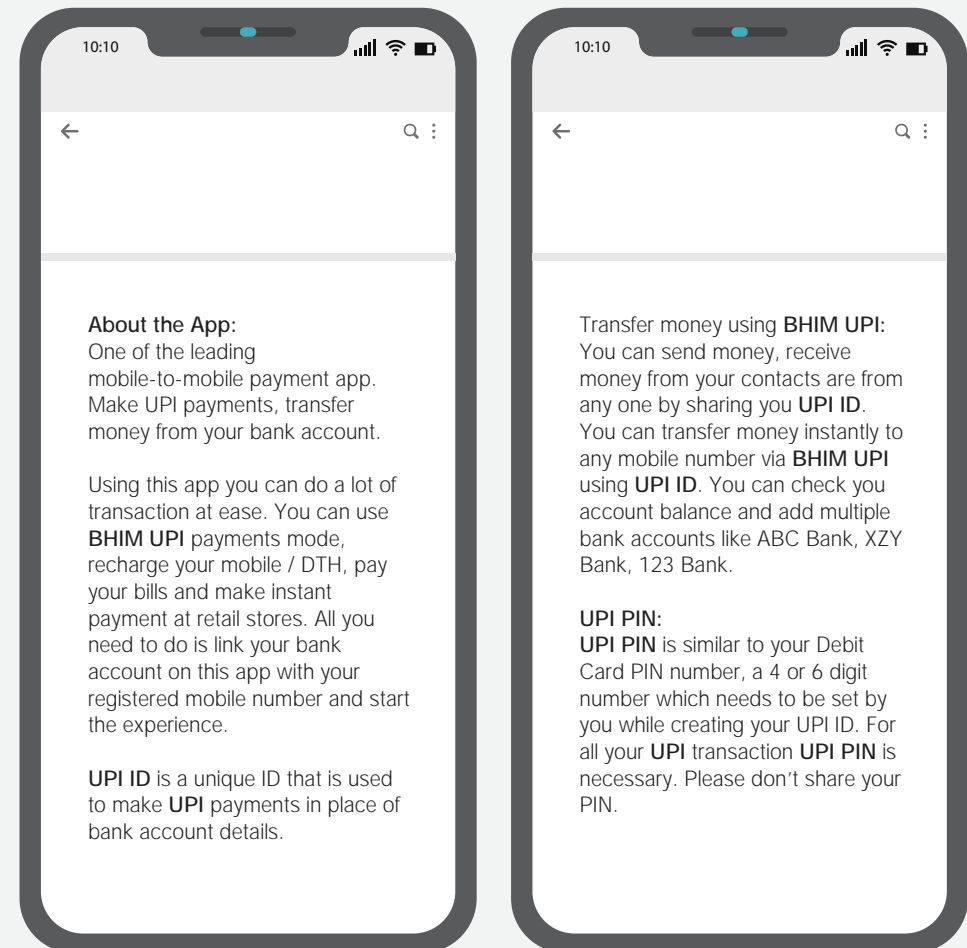 10:10
About the App:
One of the leading
mobile-to-mobile payment app.
Make UPI payments, transfer
money from your bank account.
Using this app you can do a lot of
transaction at ease. You can use
BHIM UPI payments mode,
recharge your mobile / DTH, pay
your bills and make instant
payment at retail stores. All you
need to do is link your bank
account on this app with your
registered mobile number and start
the experience.
UPI ID is a unique ID that is used
to make UPI payments in place of
bank account details.
10:10
Transfer money using BHIM UPI:
You can send money, receive
money from your contacts are from
any one by sharing you UPI ID.
You can transfer money instantly to
any mobile number via BHIM UPI
using UPI ID. You can check you
account balance and add multiple
bank accounts like ABC Bank, XZY
Bank, 123 Bank.
UPI PIN:
UPI PIN is similar to your Debit
Card PIN number, a 4 or 6 digit
number which needs to be set by
you while creating your UPI ID. For
all your UPI transaction UPI PIN is
necessary. Please don't share your
PIN.